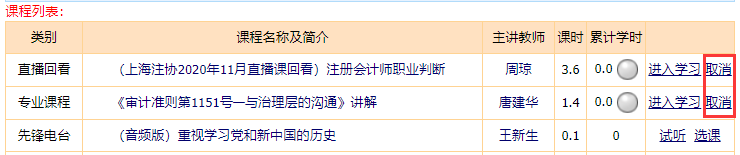 课程列表：
类别 课程名称及简介 主讲教师 课时 累计学时
直播回看 （上海注协2020年11月直播课回看）注册会计师职业判断 周琼 3.6 0.0 进入学习 取消
专业课程 《审计准则第1151号—与治理层的沟通》讲解 唐建华 1.4 0.0 进入学习 取消
先锋电台 （音频版）重视学习党和新中国的历史 王新生 0.1 0 试听 选课